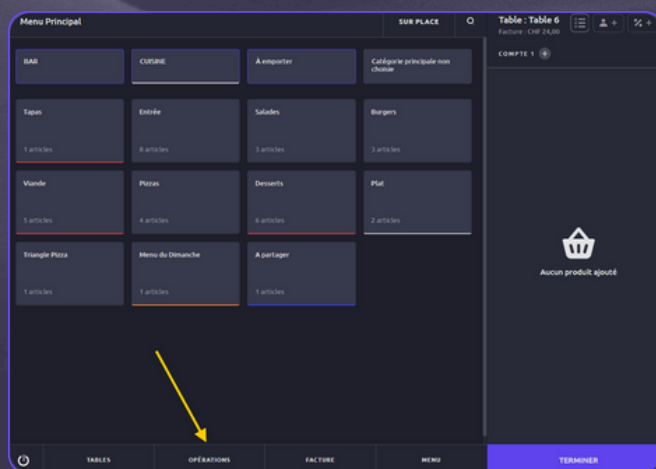 Menu Principal
SUR PLACE
Table : Table 6
Facture : CHF 24,00
COMPTE 1
BAR
CUISINE
À emporter
Catégorie principale non
choisie
Tapas
1 articles
Entrée
8 articles
Salades
3 articles
Burgers
3 articles
Viande
5 articles
Pizzas
4 articles
Desserts
6 articles
Plat
2 articles
Triangle Pizza
1 articles
Menu du Dimanche
1 articles
A partager
1 articles
Aucun produit ajouté
TABLES
OPÉRATIONS
FACTURE
MENU
TERMINER